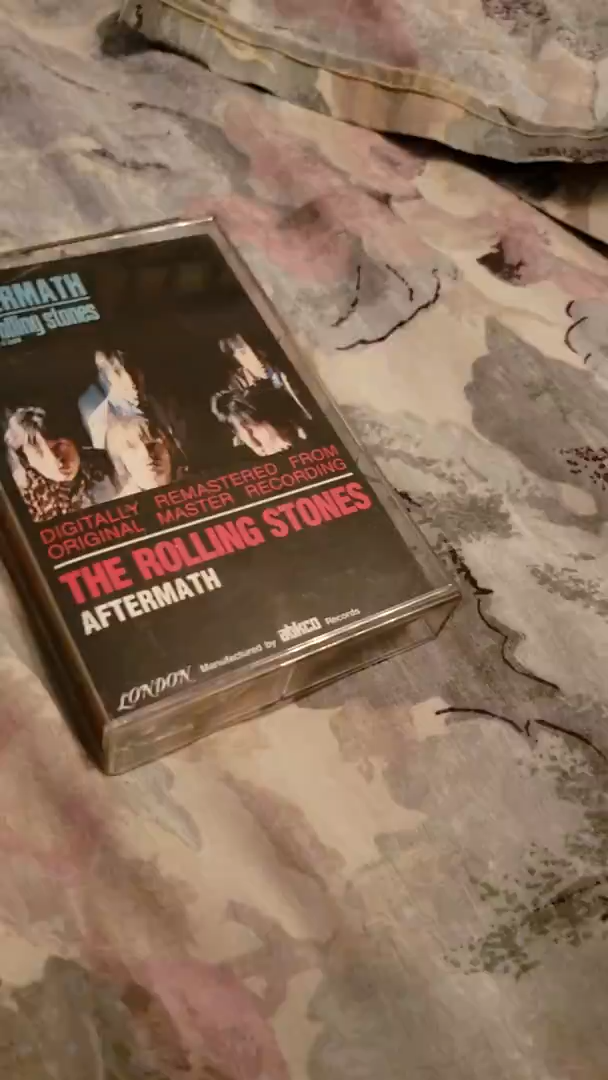 RMATH
rolling stones
DIGITALLY REMASTERED FROM
ORIGINAL MASTER RECORDING
THE ROLLING STONES
AFTERMATH
LONDON Manufactured by abkco Records